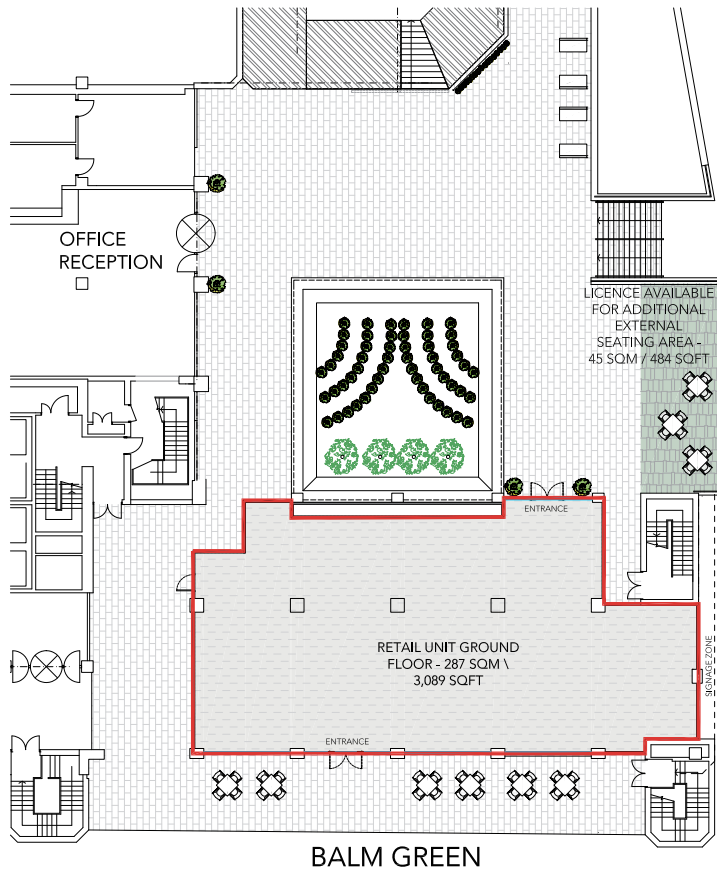 OFFICE
RECEPTION
LICENCE AVAILABLE
FOR ADDITIONAL
EXTERNAL
SEATING AREA -
45 SQM / 484 SQFT
ENTRANCE
RETAIL UNIT GROUND
FLOOR - 287 SQM \
3,089 SQFT
SIGNAGE ZONE
ENTRANCE
BALM GREEN